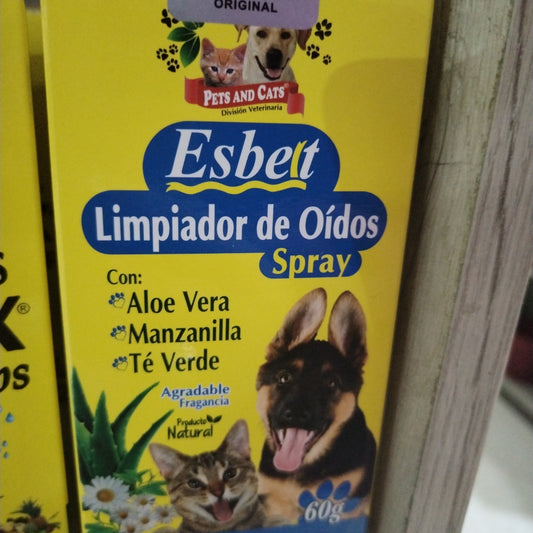 ORIGINAL
PETS AND CATS®
División Veterinaria
Esbelt
Limpiador de Oídos
Spray
Con:
Aloe Vera
Manzanilla
Té Verde
Agradable
Fragancia
Producto
Natural
60g